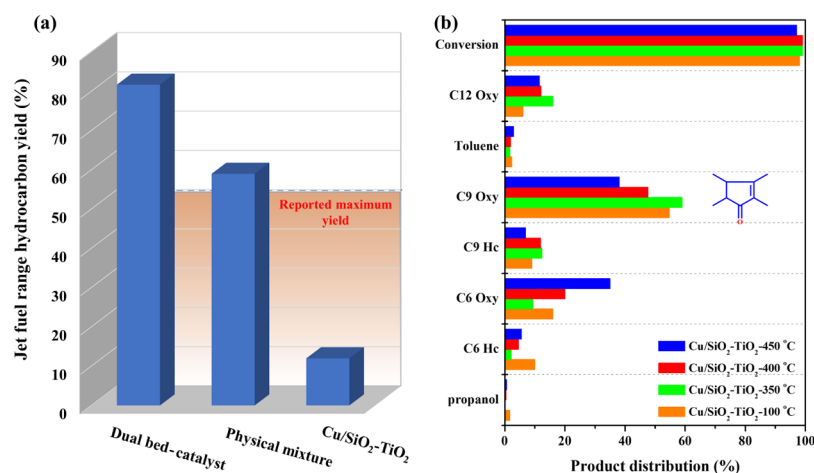 (a)
Jet fuel range hydrocarbon yield (%)
90
80
70
60
50
40
30
20
10
0
Reported maximum
yield
Dual bed-catalyst
Physical mixture
Cu/SiO₂-TiO₂
(b)
Conversion
C12 Oxy
Toluene
C9 Oxy
C9 Hc
C6 Oxy
C6 Hc
propanol
O
Cu/SiO₂-TiO₂-450 °C
Cu/SiO₂-TiO₂-400 °C
Cu/SiO₂-TiO₂-350 °C
Cu/SiO₂-TiO₂-100 °C
0 20 40 60 80 100
Product distribution (%)